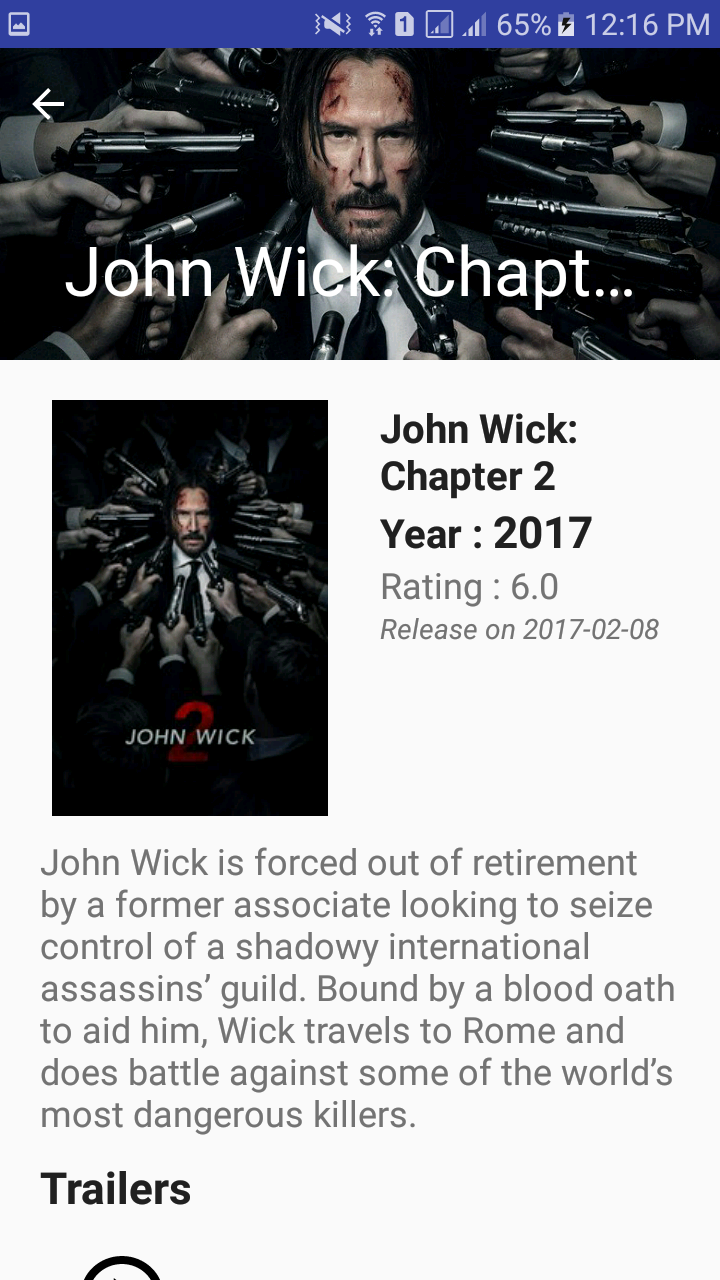 1 65% 12:16 PM
John Wick: Chapt…
John Wick:
Chapter 2
Year : 2017
Rating : 6.0
Release on 2017-02-08
JOHN WICK
2
John Wick is forced out of retirement
by a former associate looking to seize
control of a shadowy international
assassins’ guild. Bound by a blood oath
to aid him, Wick travels to Rome and
does battle against some of the world’s
most dangerous killers.
Trailers